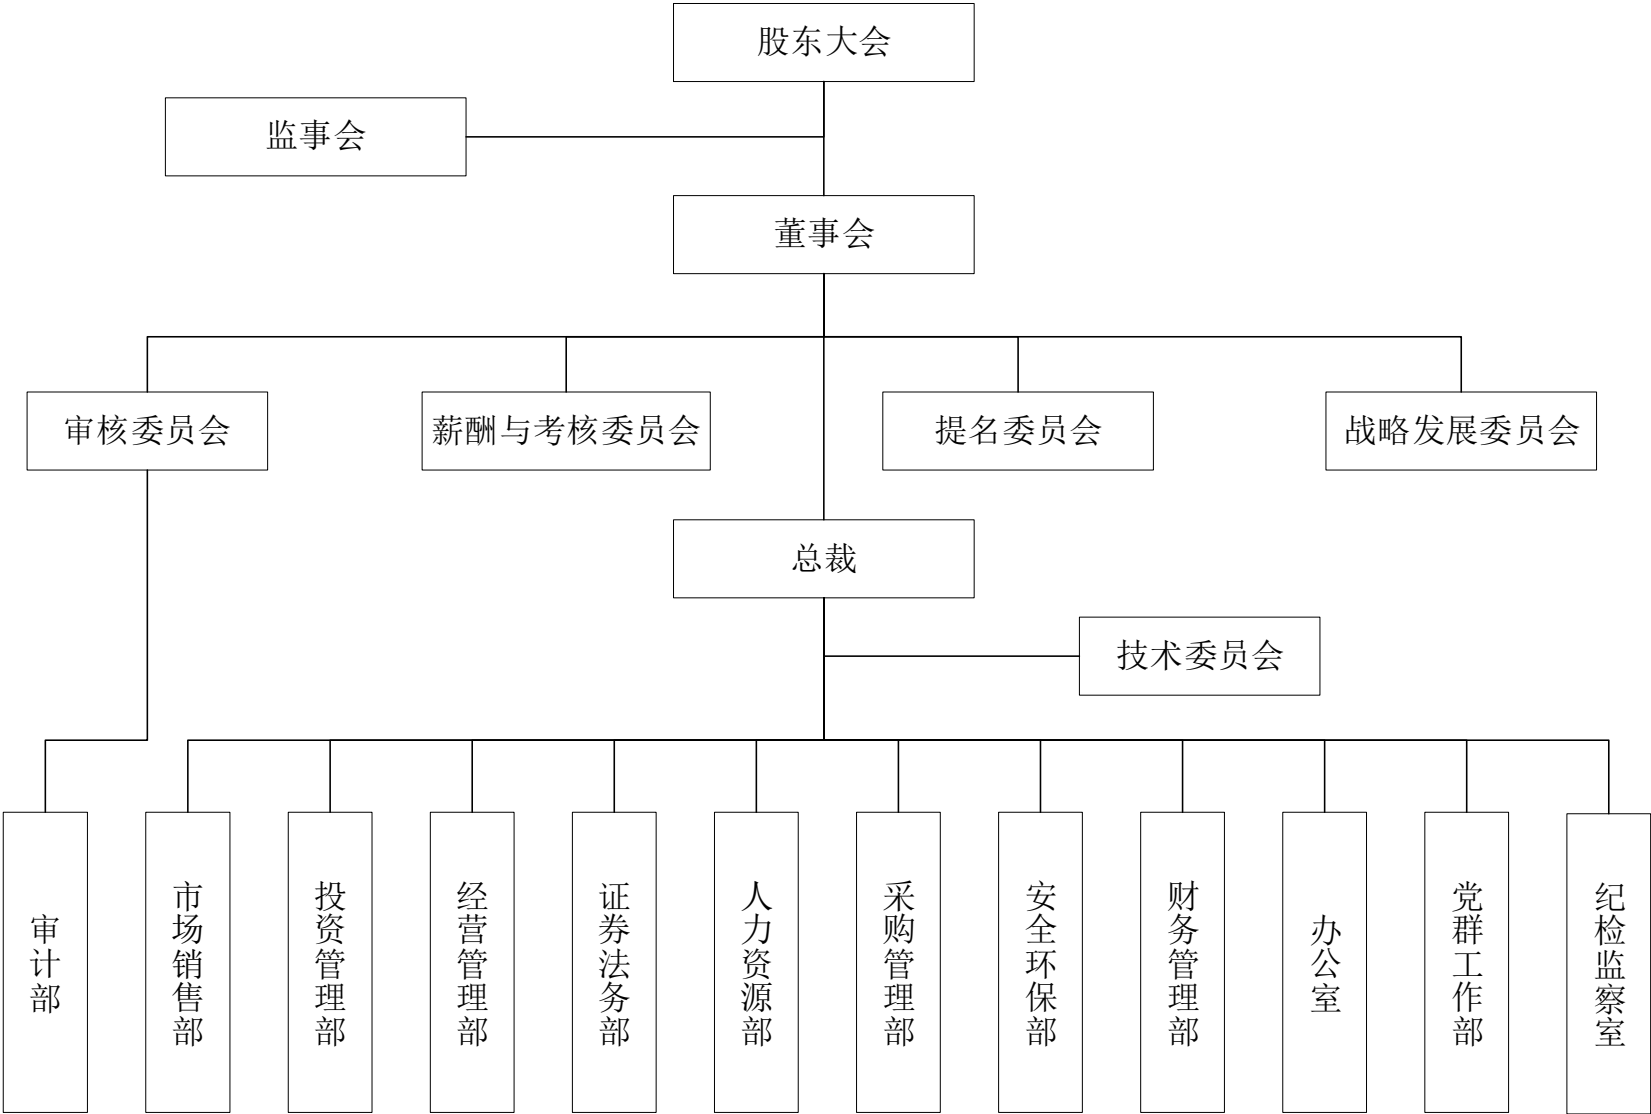 股东大会
监事会
董事会
审核委员会
薪酬与考核委员会
提名委员会
战略发展委员会
总裁
技术委员会
审计部
市场销售部
投资管理部
经营管理部
证券法务部
人力资源部
采购管理部
安全环保部
财务管理部
办公室
党群工作部
纪检监察室